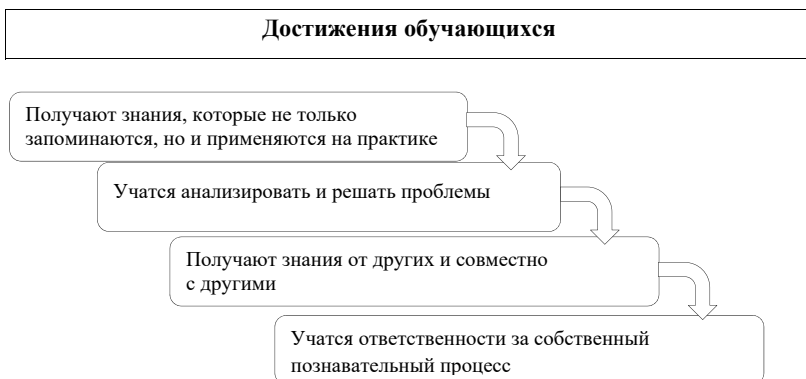 Достижения обучающихся
Получают знания, которые не только
запоминаются, но и применяются на практике
Учатся анализировать и решать проблемы
Получают знания от других и совместно
с другими
Учатся ответственности за собственный
познавательный процесс